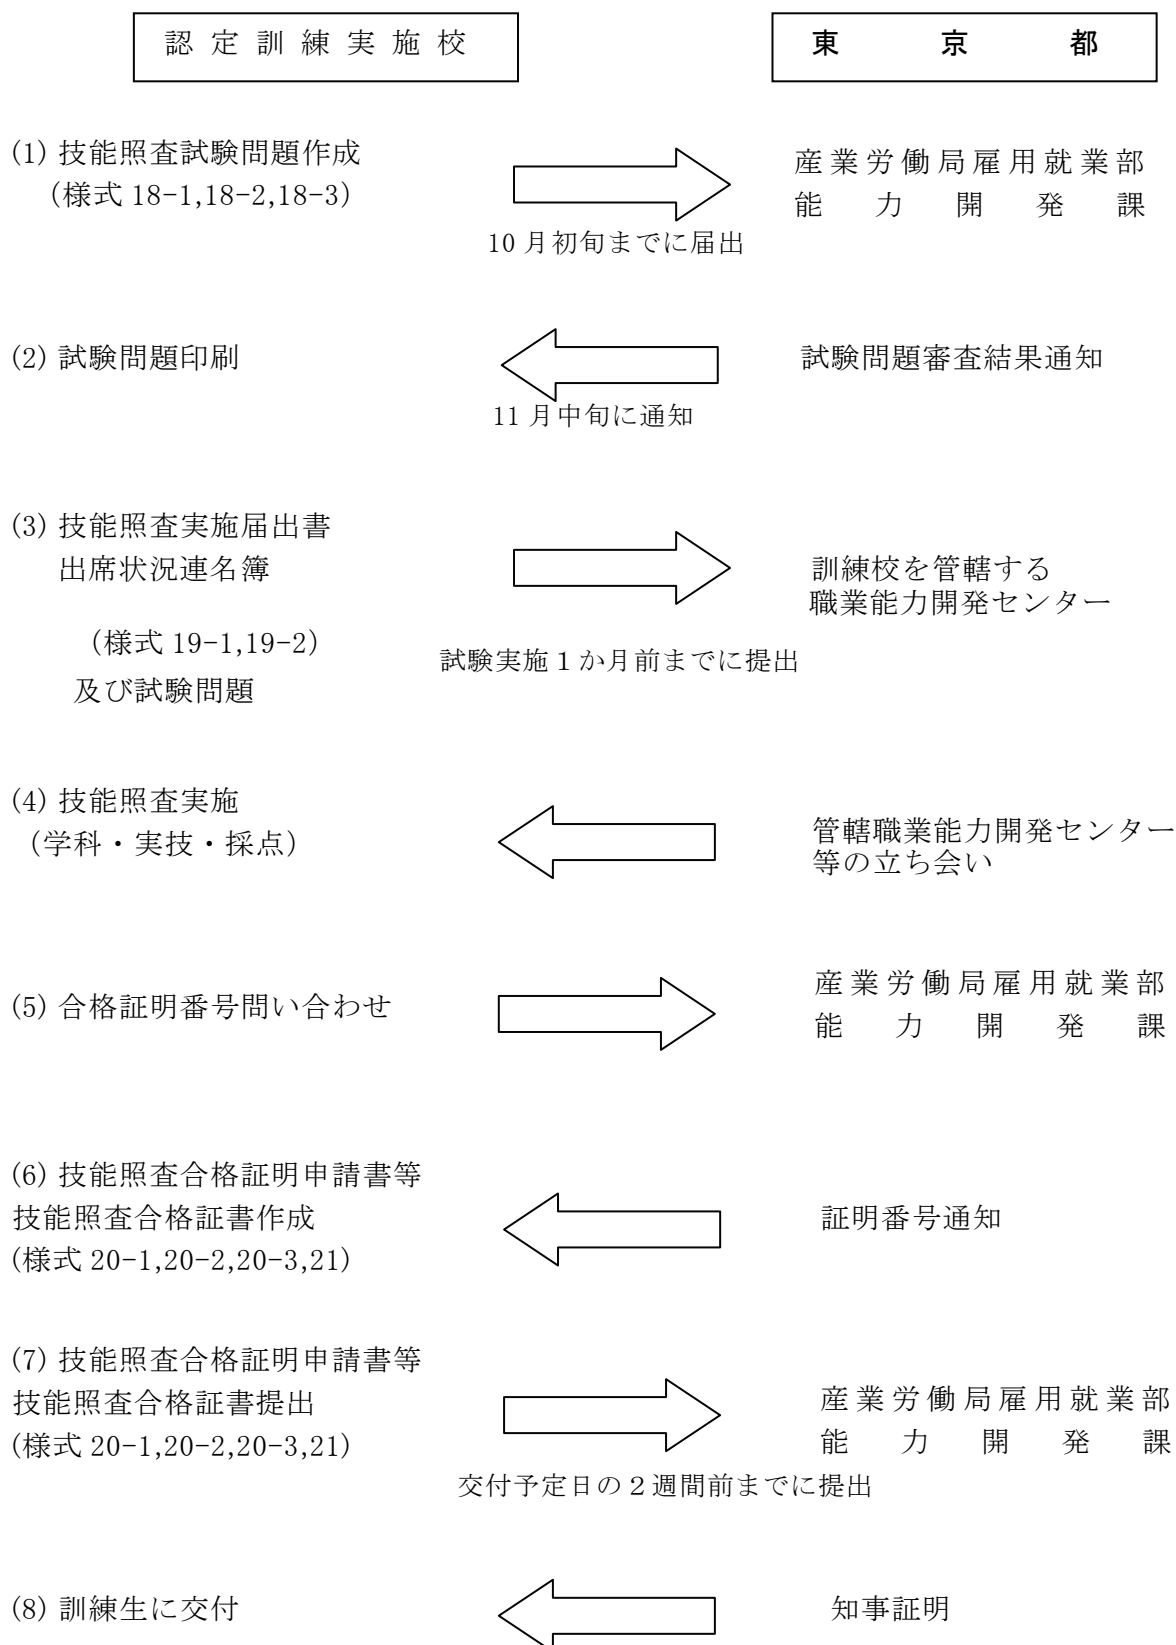 認定訓練実施校
東京都
(1) 技能照査試験問題作成
(様式 18-1,18-2,18-3)
産業労働局雇用就業部
能力開発課
10 月初旬までに届出
(2) 試験問題印刷
試験問題審査結果通知
11 月中旬に通知
(3) 技能照査実施届出書
出席状況連名簿
(様式 19-1,19-2)
及び試験問題
訓練校を管轄する
職業能力開発センター
試験実施１か月前までに提出
(4) 技能照査実施
(学科・実技・採点)
管轄職業能力開発センター
等の立ち会い
(5) 合格証明番号問い合わせ
産業労働局雇用就業部
能力開発課
(6) 技能照査合格証明申請書等
技能照査合格証書作成
(様式 20-1,20-2,20-3,21)
証明番号通知
(7) 技能照査合格証明申請書等
技能照査合格証書提出
(様式 20-1,20-2,20-3,21)
産業労働局雇用就業部
能力開発課
交付予定日の２週間前までに提出
(8) 訓練生に交付
知事証明